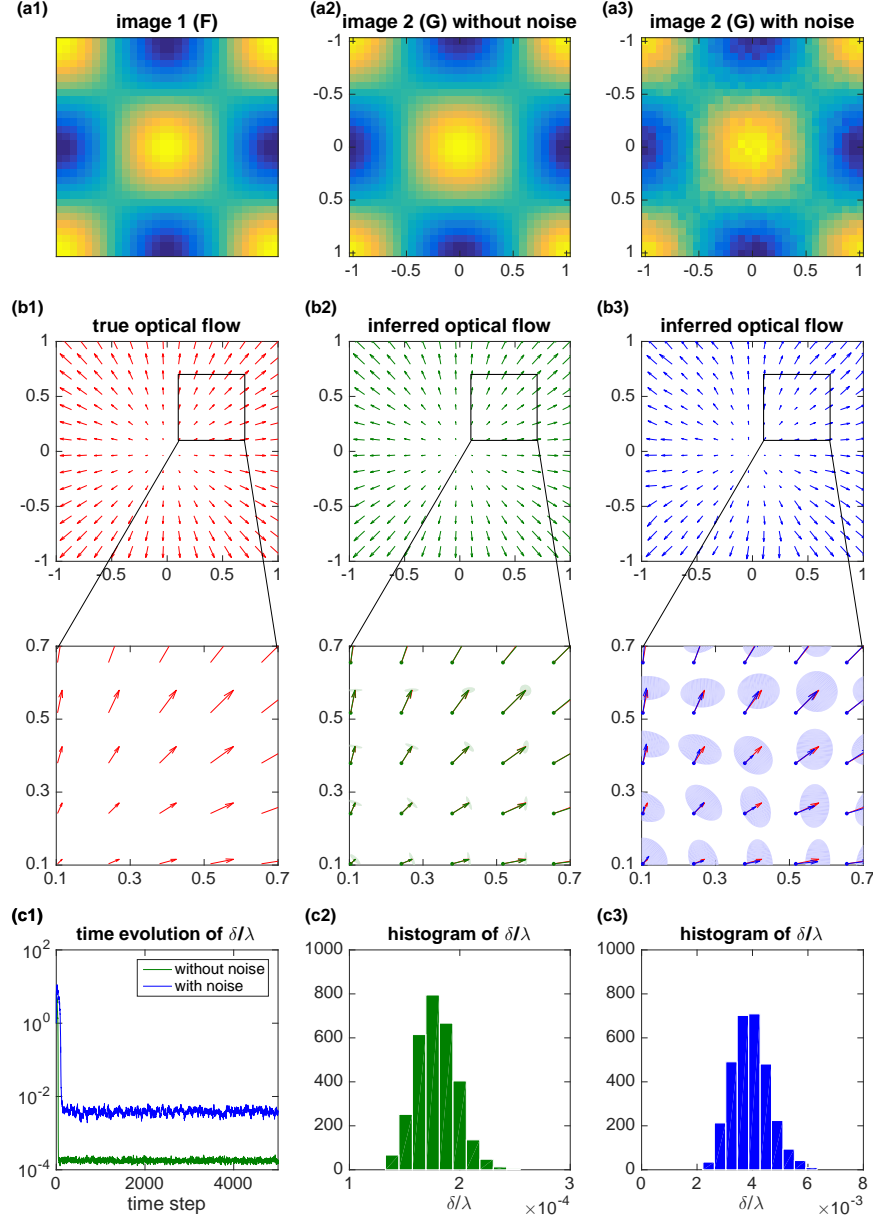 (a1) (a2) (a3)
image 1 (F) image 2 (G) without noise image 2 (G) with noise
-1 -1
-0.5 -0.5
0 0
0.5 0.5
1 1
-1 -0.5 0 0.5 1 -1 -0.5 0 0.5 1
(b1) (b2) (b3)
true optical flow inferred optical flow inferred optical flow
1 1 1
0.5 0.5 0.5
0 0 0
-0.5 -0.5 -0.5
-1 -1 -1
-1 -0.5 0 0.5 1 -1 -0.5 0 0.5 1 -1 -0.5 0 0.5 1
0.7 0.7 0.7
0.5 0.5 0.5
0.3 0.3 0.3
0.1 0.1 0.1
0.1 0.3 0.5 0.7 0.1 0.3 0.5 0.7 0.1 0.3 0.5 0.7
(c1) (c2) (c3)
time evolution of δ/λ histogram of δ/λ histogram of δ/λ
10² 1000 1000
without noise
with noise
800 800
10⁰
600 600
400 400
10⁻²
200 200
10⁻⁴ 0 0
0 2000 4000 1 2 3 0 2 4 6 8
time step δ/λ ×10⁻⁴ δ/λ ×10⁻³